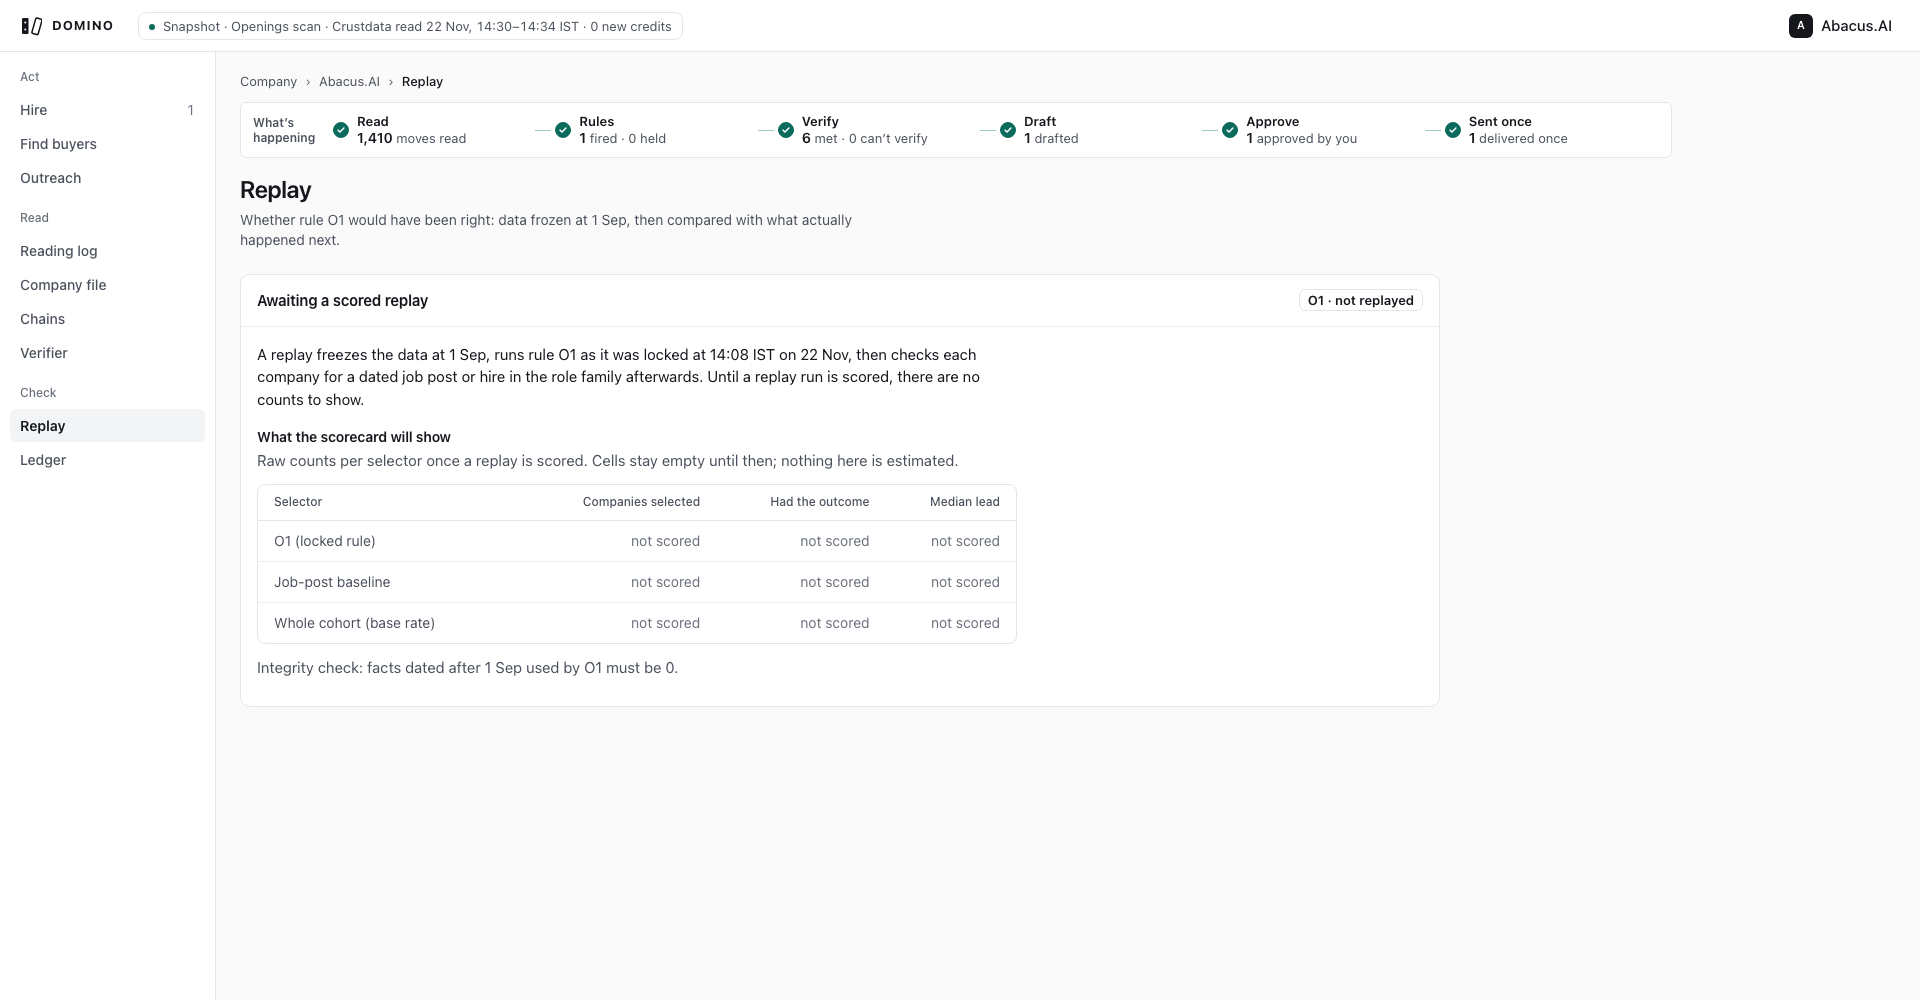 DOMINO
Snapshot · Openings scan · Crustdata read 22 Nov, 14:30–14:34 IST · 0 new credits
A
Abacus.AI
Act
Hire 1
Find buyers
Outreach
Read
Reading log
Company file
Chains
Verifier
Check
Replay
Ledger
Company › Abacus.AI › Replay
What's happening
Read
1,410 moves read
Rules
1 fired · 0 held
Verify
6 met · 0 can't verify
Draft
1 drafted
Approve
1 approved by you
Sent once
1 delivered once
Replay
Whether rule O1 would have been right: data frozen at 1 Sep, then compared with what actually
happened next.
Awaiting a scored replay
O1 · not replayed
A replay freezes the data at 1 Sep, runs rule O1 as it was locked at 14:08 IST on 22 Nov, then checks each
company for a dated job post or hire in the role family afterwards. Until a replay run is scored, there are no
counts to show.
What the scorecard will show
Raw counts per selector once a replay is scored. Cells stay empty until then; nothing here is estimated.
Selector Companies selected Had the outcome Median lead
O1 (locked rule) not scored not scored not scored
Job-post baseline not scored not scored not scored
Whole cohort (base rate) not scored not scored not scored
Integrity check: facts dated after 1 Sep used by O1 must be 0.